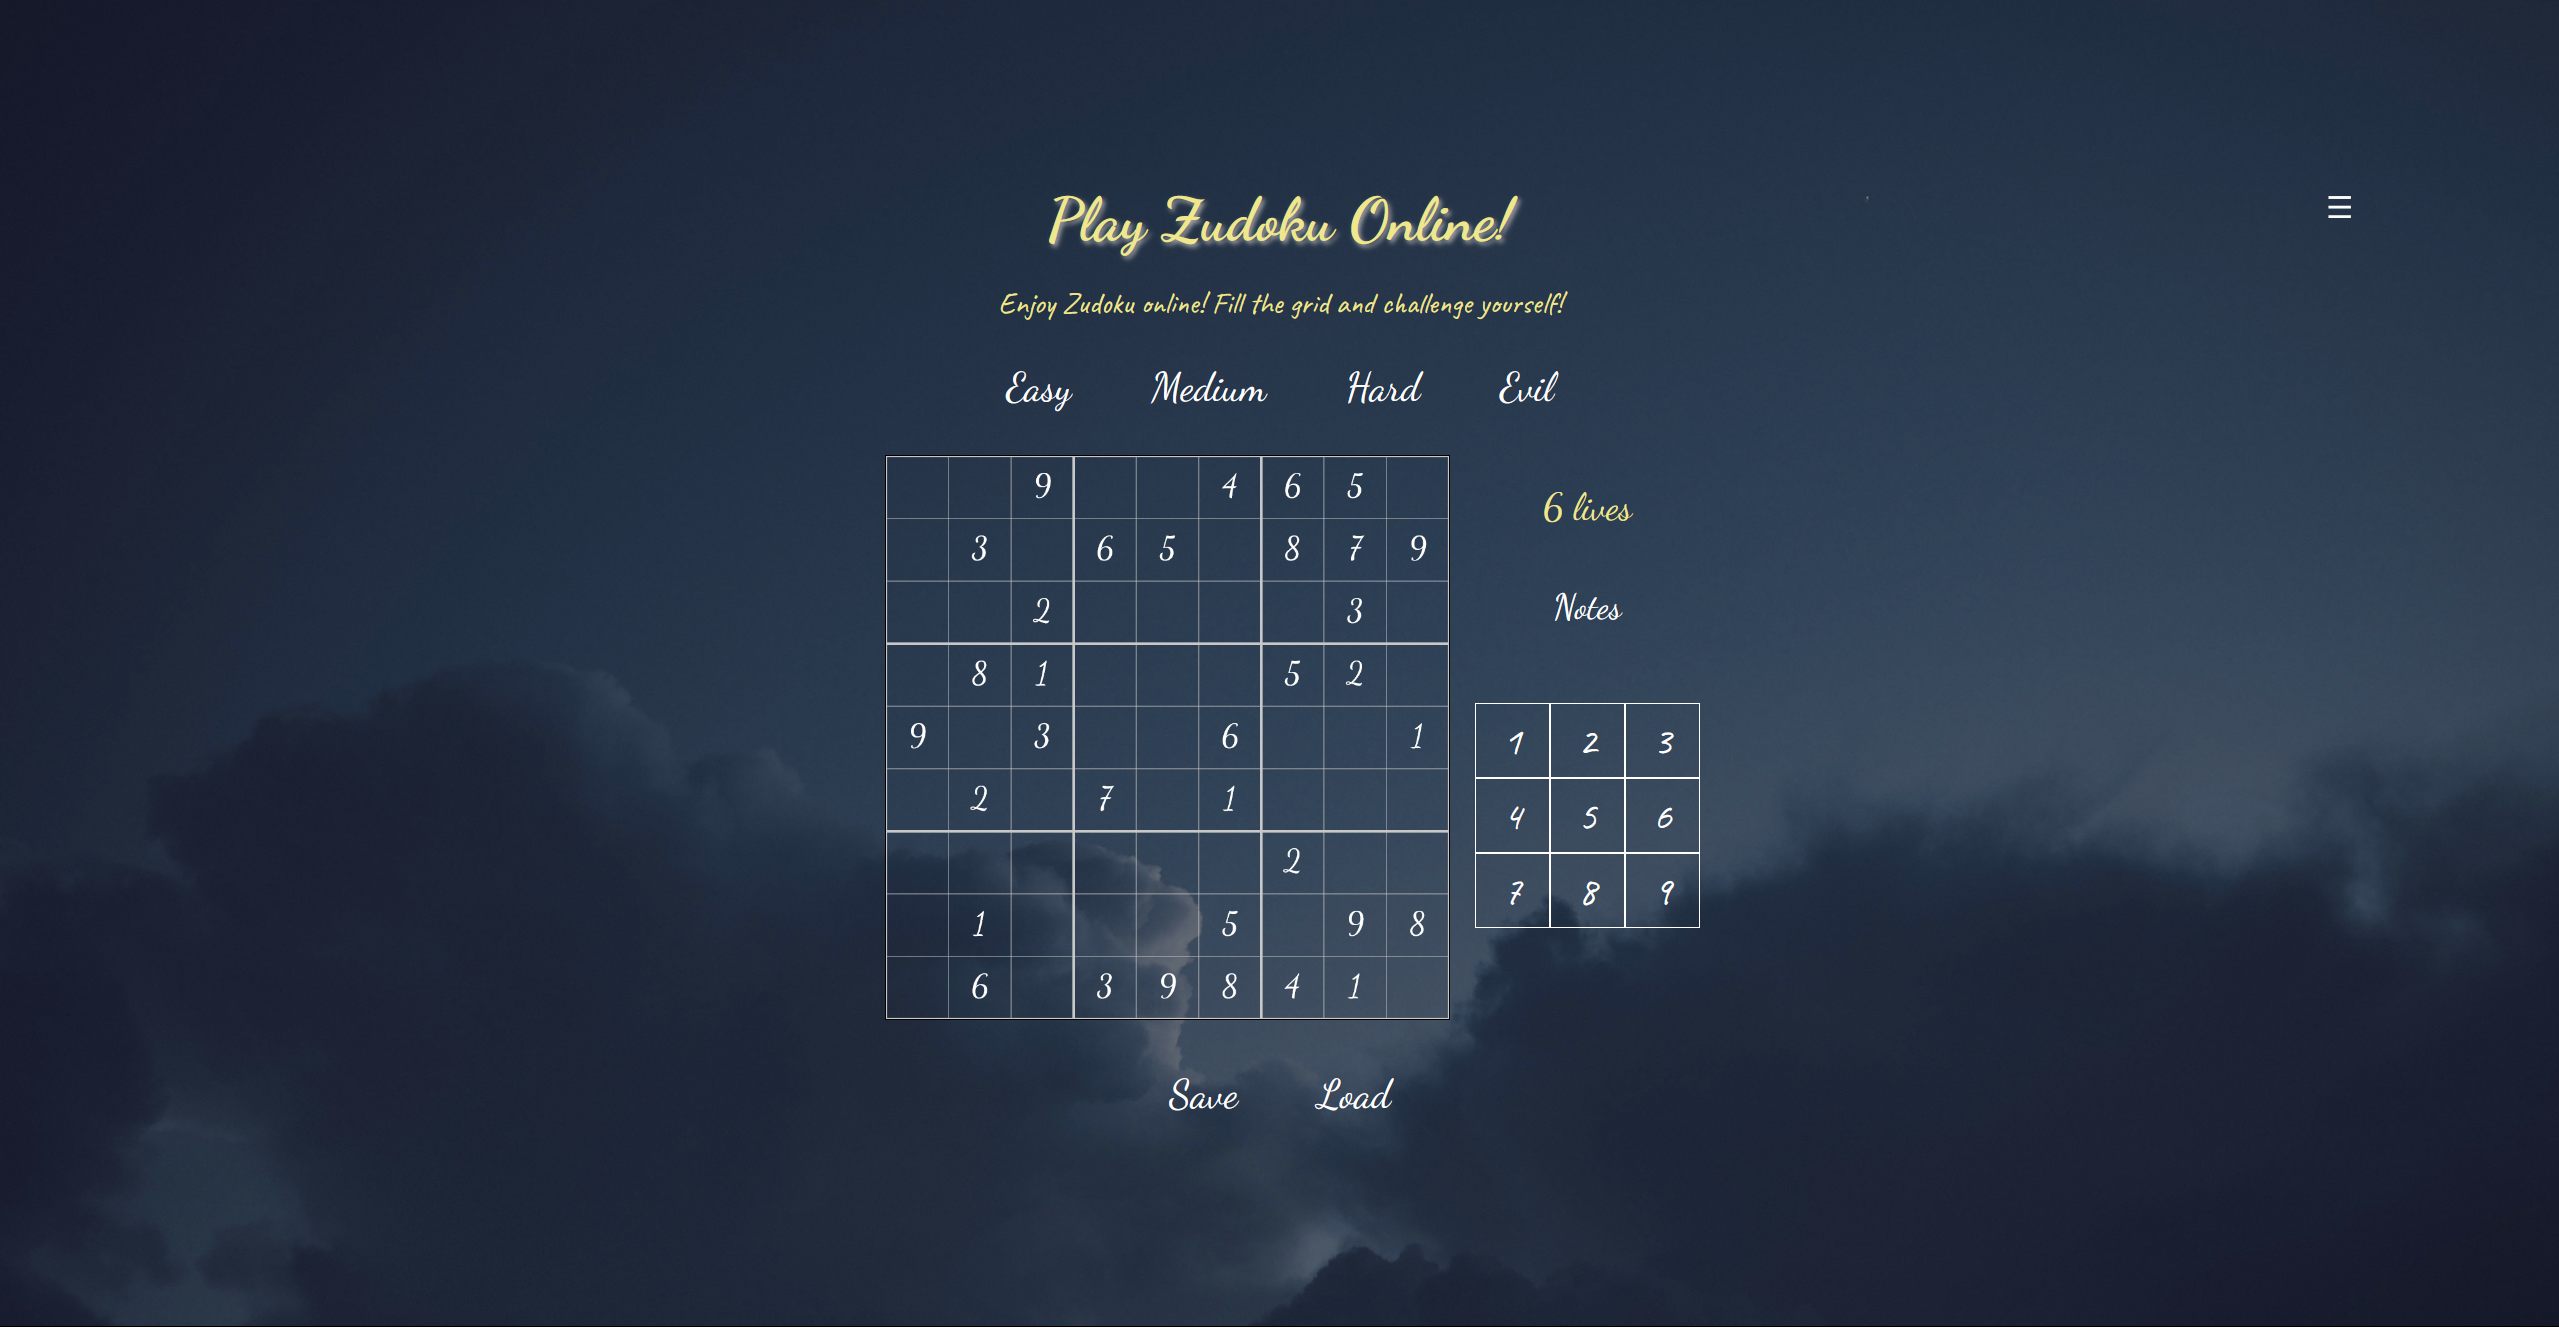 Play Zudoku Online!
☰
Enjoy Zudoku online! Fill the grid and challenge yourself!
Easy Medium Hard Evil
9 4 6 5
3 6 5 8 7 9
2 3
8 1 5 2
9 3 6 1
2 7 1
2
1 5 9 8
6 3 9 8 4 1
6 lives
Notes
1 2 3
4 5 6
7 8 9
Save Load